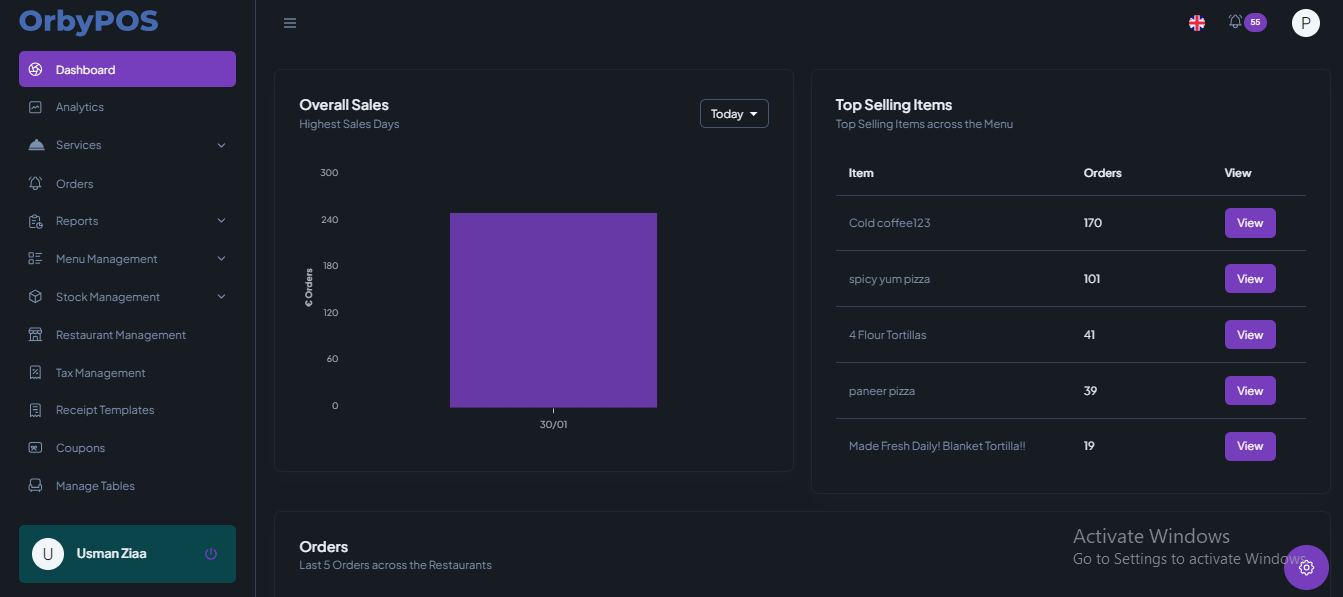 OrbyPOS
55
P
Dashboard
Analytics
Services
Orders
Reports
Menu Management
Stock Management
Restaurant Management
Tax Management
Receipt Templates
Coupons
Manage Tables
U
Usman Ziaa
Overall Sales
Highest Sales Days
Today
300
240
180
120
60
0
€ Orders
30/01
Top Selling Items
Top Selling Items across the Menu
Item Orders View
Cold coffee123 170 View
spicy yum pizza 101 View
4 Flour Tortillas 41 View
paneer pizza 39 View
Made Fresh Daily! Blanket Tortilla!! 19 View
Orders
Last 5 Orders across the Restaurants
Activate Windows
Go to Settings to activate Windows.